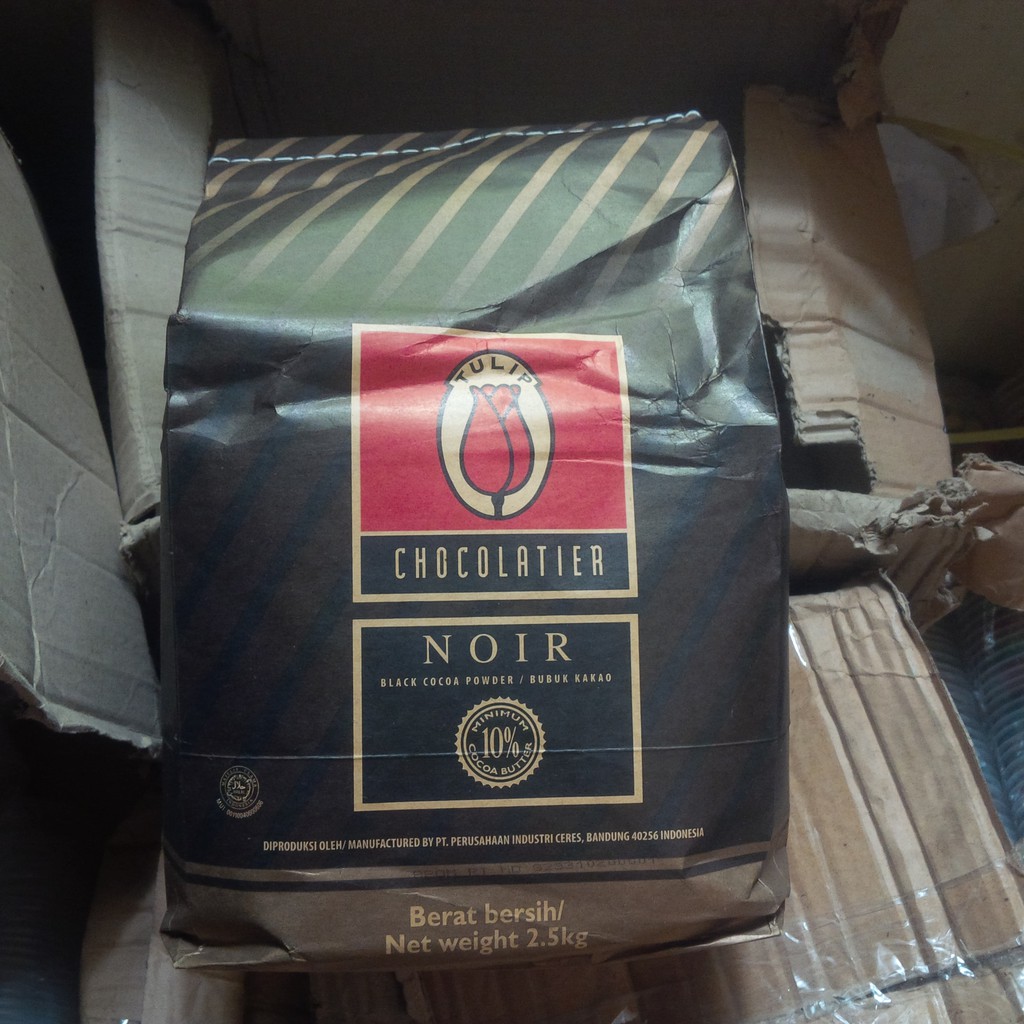 TULIP
CHOCOLATIER
NOIR
BLACK COCOA POWDER / BUBUK KAKAO
MINIMUM
10%
COCOA BUTTER
DIPRODUKSI OLEH/ MANUFACTURED BY PT. PERUSAHAAN INDUSTRI CERES, BANDUNG 40256 INDONESIA
Berat bersih/
Net weight 2.5kg